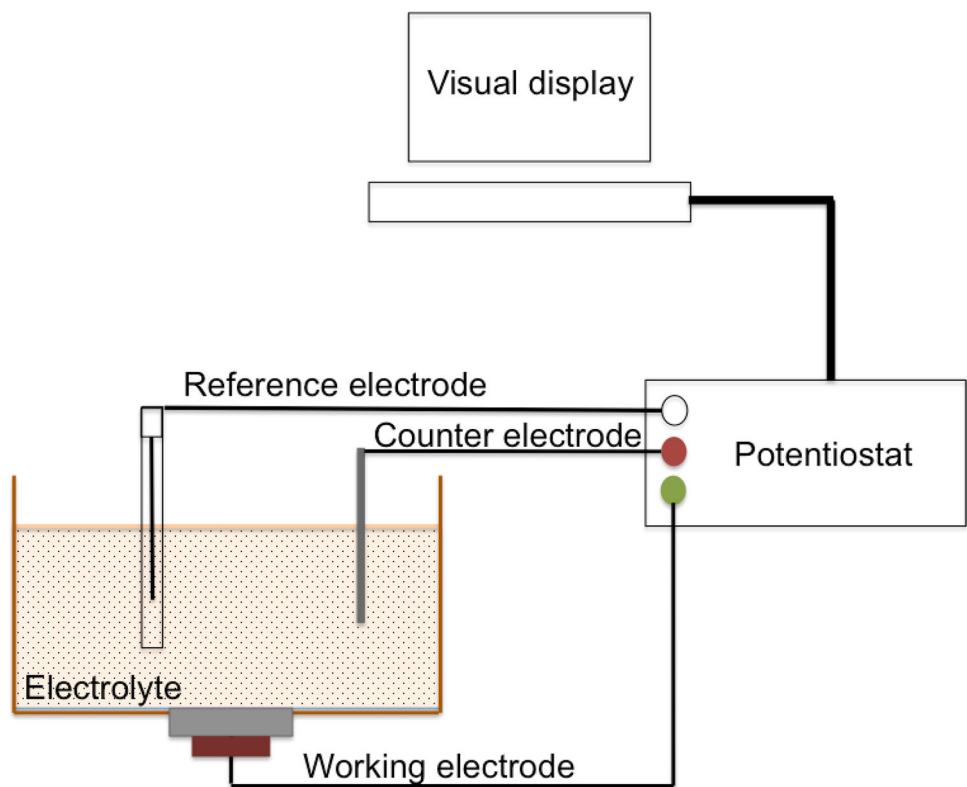 Visual display
Reference electrode
Counter electrode
Potentiostat
Electrolyte
Working electrode